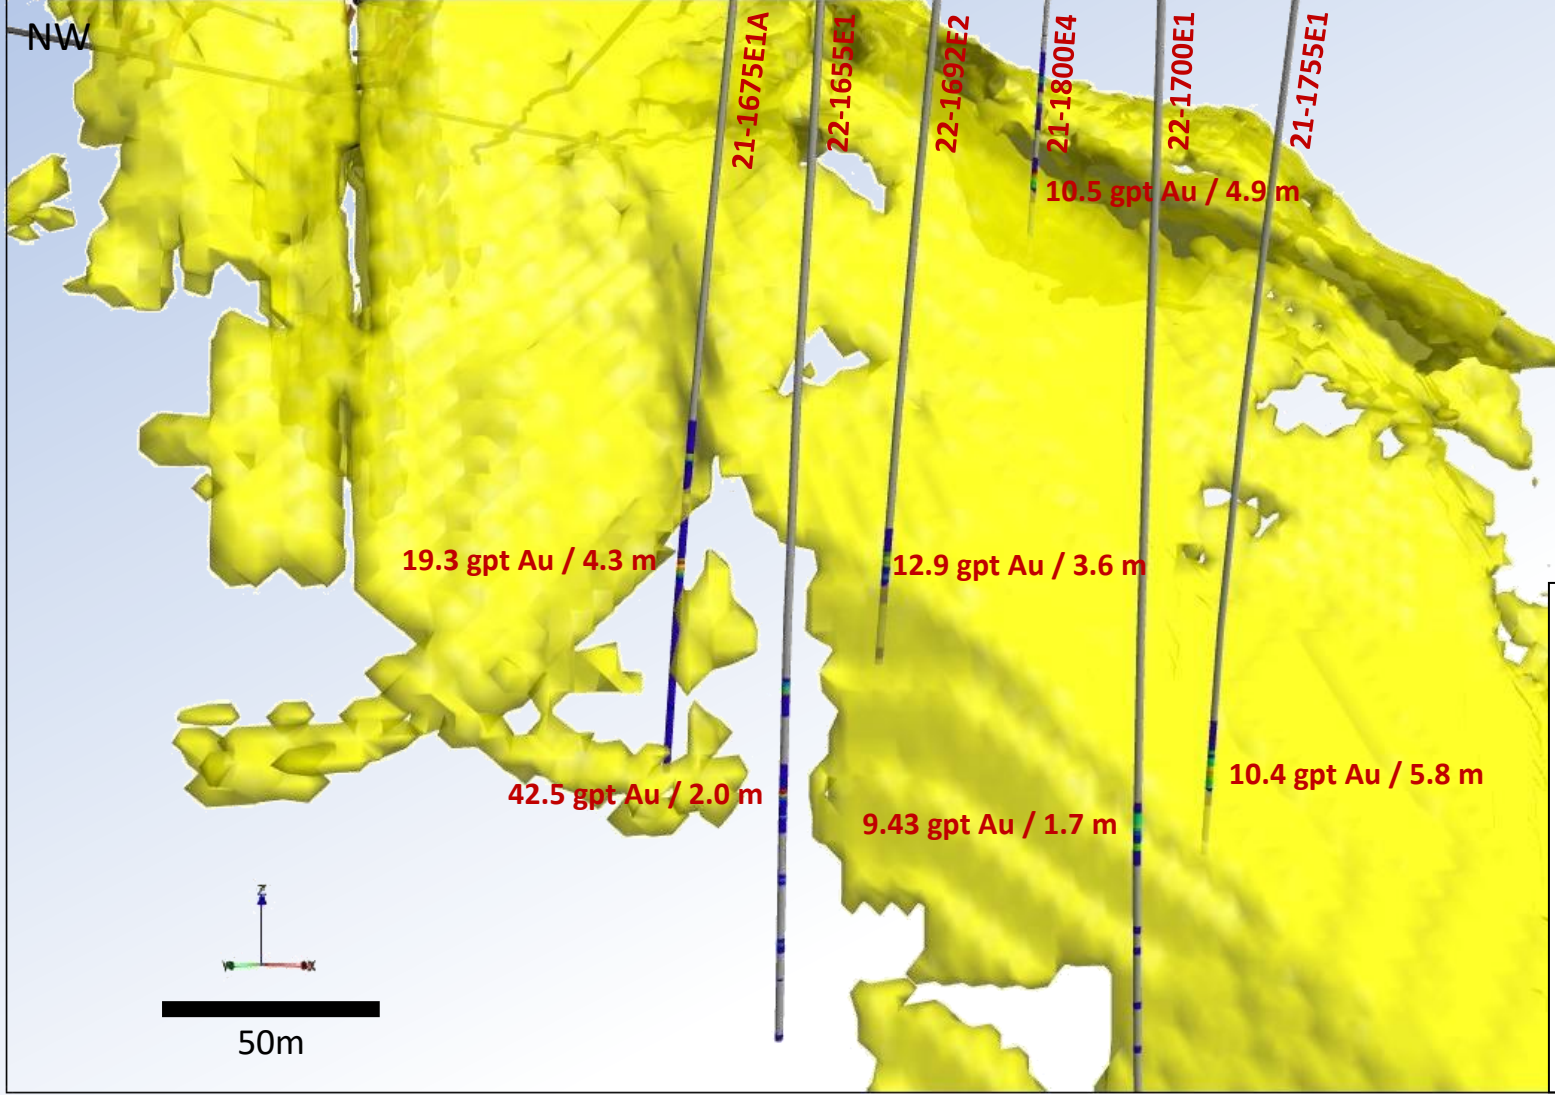 NW
21-1675E1A
22-1655E1
22-1692E2
21-1800E4
22-1700E1
21-1755E1
10.5 gpt Au / 4.9 m
19.3 gpt Au / 4.3 m
12.9 gpt Au / 3.6 m
42.5 gpt Au / 2.0 m
10.4 gpt Au / 5.8 m
9.43 gpt Au / 1.7 m
Z
Y X
50m